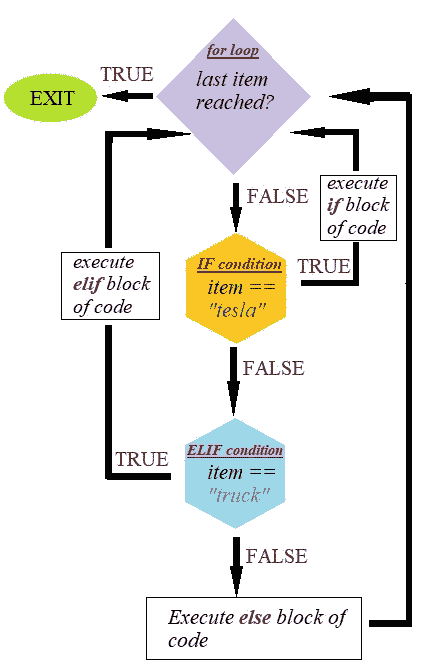 for loop
last item
reached?
TRUE
EXIT
FALSE
execute
if block
of code
TRUE
IF condition
item ==
"tesla"
execute
elif block
of code
FALSE
ELIF condition
item ==
"truck"
TRUE
FALSE
Execute else block of
code